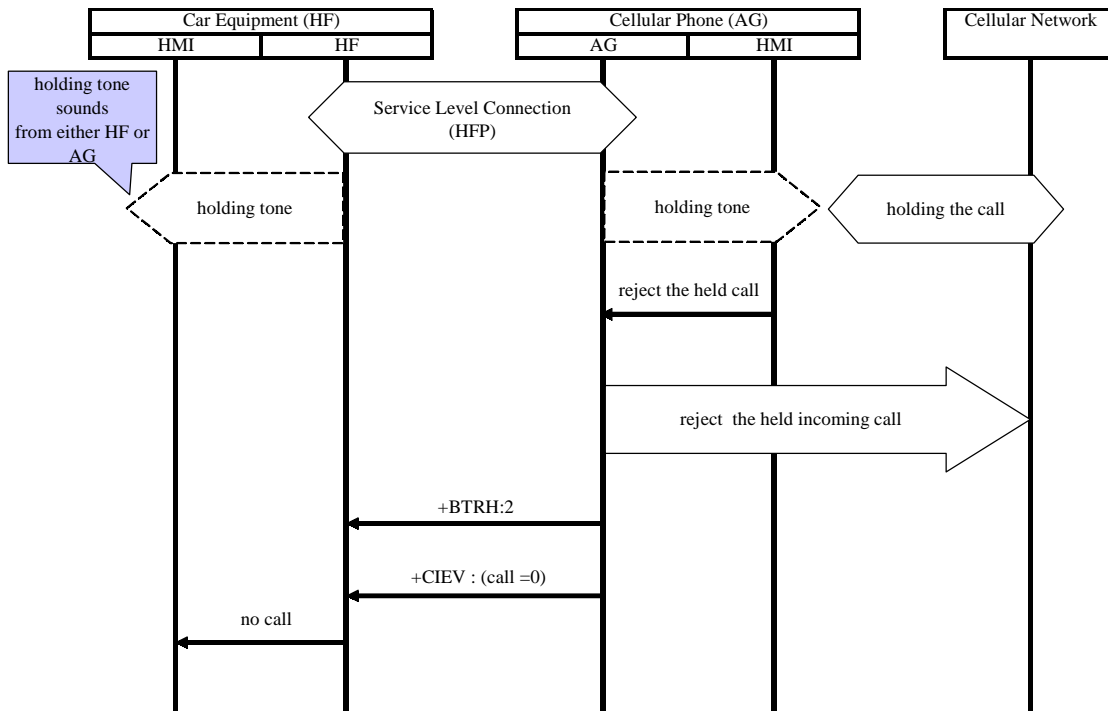 Car Equipment (HF)
Cellular Phone (AG)
Cellular Network
HMI
HF
AG
HMI
holding tone
sounds
from either HF or
AG
Service Level Connection
(HFP)
holding tone
holding tone
holding the call
reject the held call
reject  the held incoming call
+BTRH:2
+CIEV : (call =0)
no call